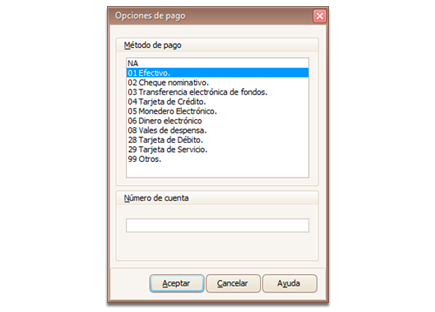 Opciones de pago
Método de pago
NA
01 Efectivo.
02 Cheque nominativo.
03 Transferencia electrónica de fondos.
04 Tarjeta de Crédito.
05 Monedero Electrónico.
06 Dinero electrónico
08 Vales de despensa.
28 Tarjeta de Débito.
29 Tarjeta de Servicio.
99 Otros.
Número de cuenta
Aceptar Cancelar Ayuda